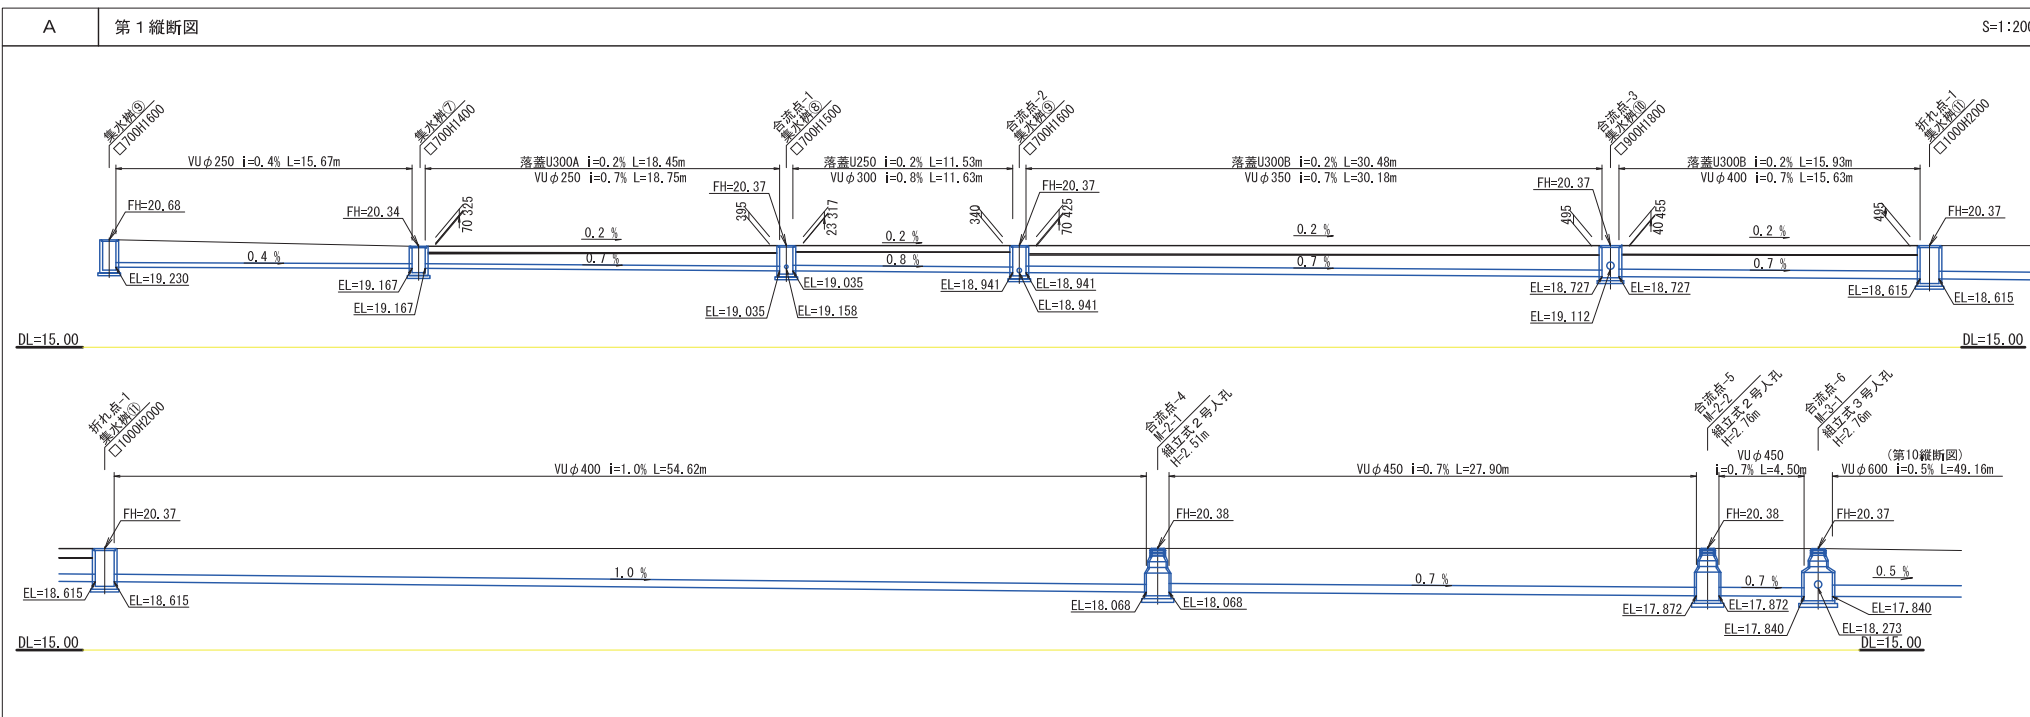 A
第１縦断図
S=1:200
集水桝⑨
□700H1600
集水桝⑦
□700H1400
合流点-1
集水桝⑧
□700H1500
合流点-2
集水桝⑨
□700H1600
合流点-3
集水桝⑩
□900H1800
折れ点-1
集水桝⑪
□1000H2000
VUφ250 i=0.4% L=15.67m
落蓋U300A i=0.2% L=18.45m
VUφ250 i=0.7% L=18.75m
落蓋U250 i=0.2% L=11.53m
VUφ300 i=0.8% L=11.63m
落蓋U300B i=0.2% L=30.48m
VUφ350 i=0.7% L=30.18m
落蓋U300B i=0.2% L=15.93m
VUφ400 i=0.7% L=15.63m
FH=20.68
FH=20.34
70 325
FH=20.37
395
23 317
340
FH=20.37
70 425
FH=20.37
495
40 455
495
FH=20.37
0.2 %
0.2 %
0.2 %
0.2 %
0.4 %
0.7 %
0.8 %
0.7 %
0.7 %
EL=19.230
EL=19.167
EL=19.167
EL=19.035
EL=19.035
EL=19.158
EL=18.941
EL=18.941
EL=18.941
EL=18.727
EL=18.727
EL=19.112
EL=18.615
EL=18.615
DL=15.00
DL=15.00
折れ点-1
集水桝⑪
□1000H2000
合流点-4
M-2-1
組立式２号人孔
H=2.51m
合流点-5
M-2-2
組立式２号人孔
H=2.76m
合流点-6
M-3-1
組立式３号人孔
H=2.76m
VUφ400 i=1.0% L=54.62m
VUφ450 i=0.7% L=27.90m
VUφ450
i=0.7% L=4.50m
(第10縦断図)
VUφ600 i=0.5% L=49.16m
FH=20.37
FH=20.38
FH=20.38
FH=20.37
1.0 %
0.7 %
0.7 %
0.5 %
EL=18.615
EL=18.615
EL=18.068
EL=18.068
EL=17.872
EL=17.872
EL=17.840
EL=17.840
EL=18.273
DL=15.00
DL=15.00